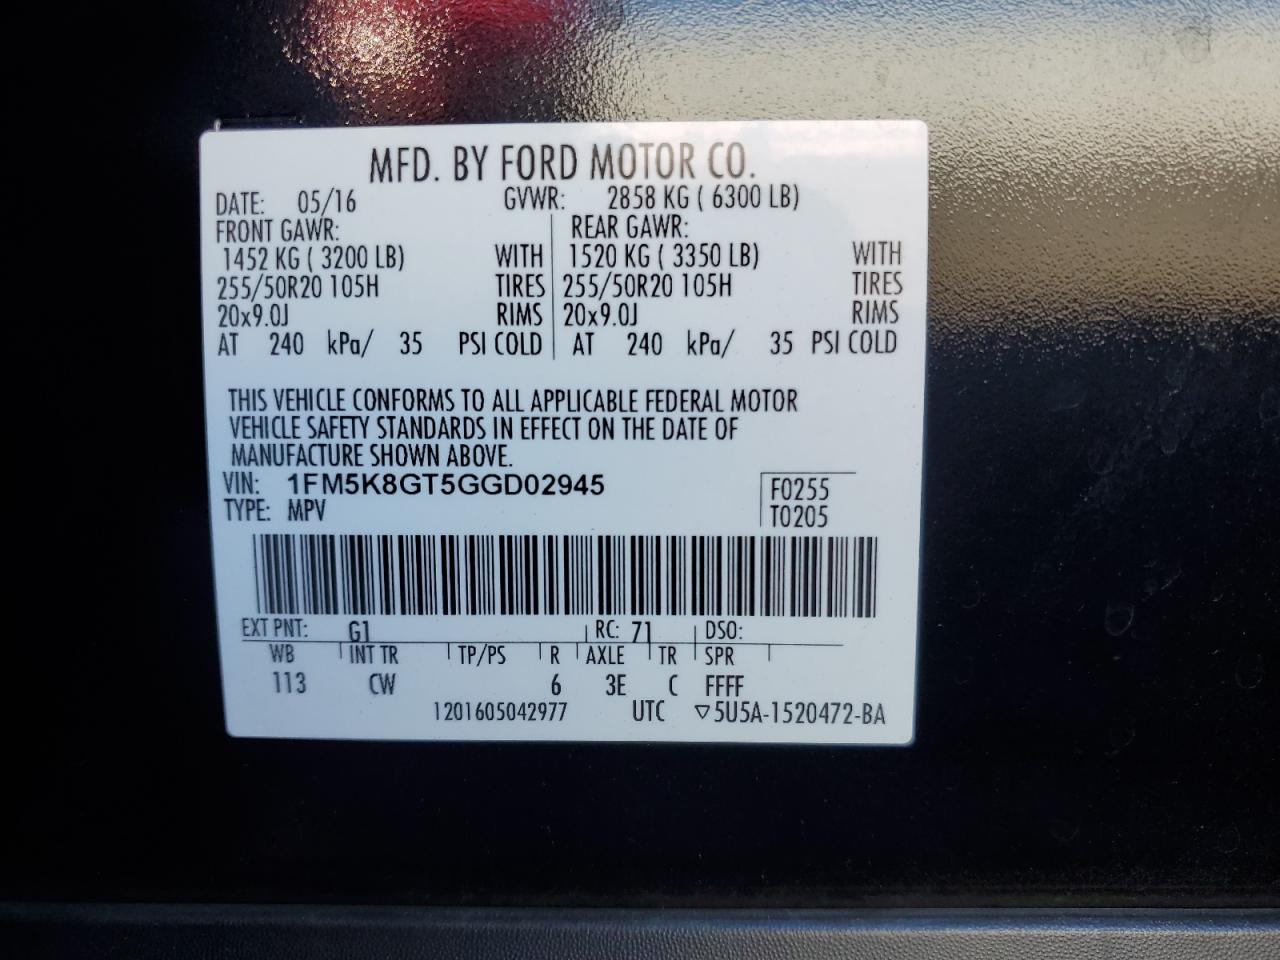 MFD. BY FORD MOTOR CO.
DATE: 05/16 GVWR: 2858 KG ( 6300 LB)
FRONT GAWR: REAR GAWR:
1452 KG ( 3200 LB) WITH 1520 KG ( 3350 LB) WITH
255/50R20 105H TIRES 255/50R20 105H TIRES
20x9.0J RIMS 20x9.0J RIMS
AT 240 kPa/ 35 PSI COLD AT 240 kPa/ 35 PSI COLD
THIS VEHICLE CONFORMS TO ALL APPLICABLE FEDERAL MOTOR
VEHICLE SAFETY STANDARDS IN EFFECT ON THE DATE OF
MANUFACTURE SHOWN ABOVE.
VIN: 1FM5K8GT5GGD02945 F0255
TYPE: MPV T0205
EXT PNT: G1 RC: 71 DSO:
WB INT TR TP/PS R AXLE TR SPR
113 CW 6 3E C FFFF
1201605042977 UTC ▽5U5A-1520472-BA